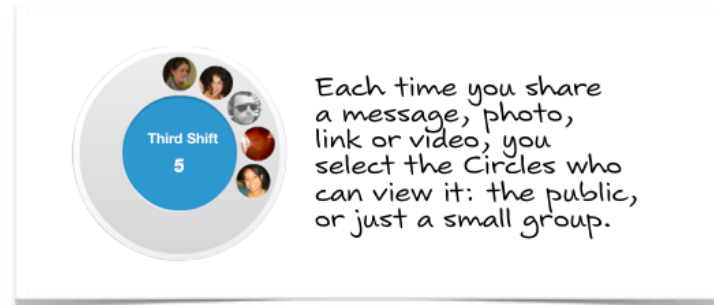 Third Shift
5
Each time you share
a message, photo,
link or video, you
select the Circles who
can view it: the public,
or just a small group.